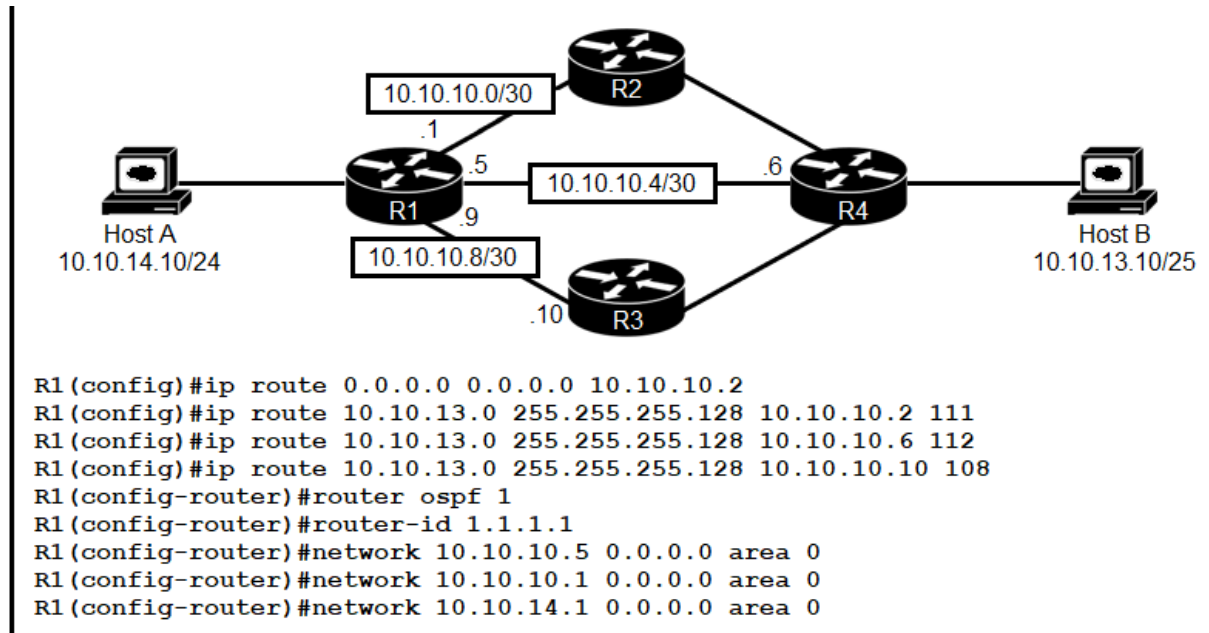 R2
10.10.10.0/30
.1
.5
10.10.10.4/30
.6
R1
R4
.9
Host A
10.10.14.10/24
Host B
10.10.13.10/25
10.10.10.8/30
.10
R3
R1(config)#ip route 0.0.0.0 0.0.0.0 10.10.10.2
R1(config)#ip route 10.10.13.0 255.255.255.128 10.10.10.2 111
R1(config)#ip route 10.10.13.0 255.255.255.128 10.10.10.6 112
R1(config)#ip route 10.10.13.0 255.255.255.128 10.10.10.10 108
R1(config-router)#router ospf 1
R1(config-router)#router-id 1.1.1.1
R1(config-router)#network 10.10.10.5 0.0.0.0 area 0
R1(config-router)#network 10.10.10.1 0.0.0.0 area 0
R1(config-router)#network 10.10.14.1 0.0.0.0 area 0